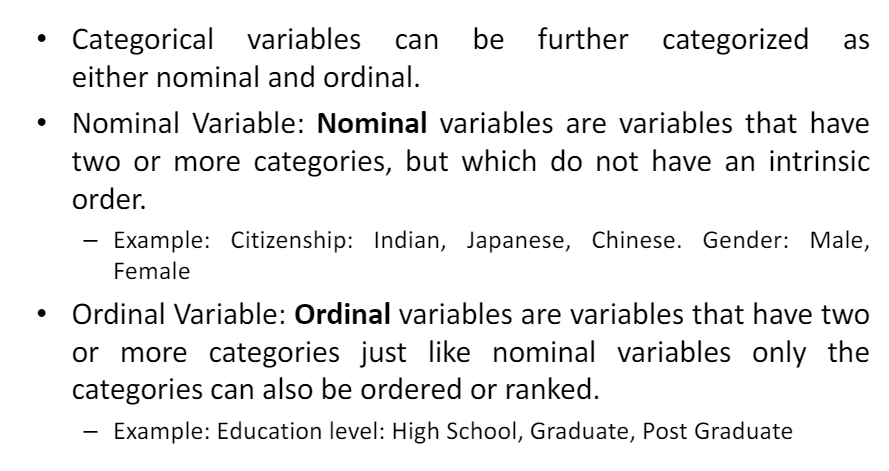 • Categorical variables can be further categorized as
either nominal and ordinal.
• Nominal Variable: Nominal variables are variables that have
two or more categories, but which do not have an intrinsic
order.
– Example: Citizenship: Indian, Japanese, Chinese. Gender: Male,
Female
• Ordinal Variable: Ordinal variables are variables that have two
or more categories just like nominal variables only the
categories can also be ordered or ranked.
– Example: Education level: High School, Graduate, Post Graduate